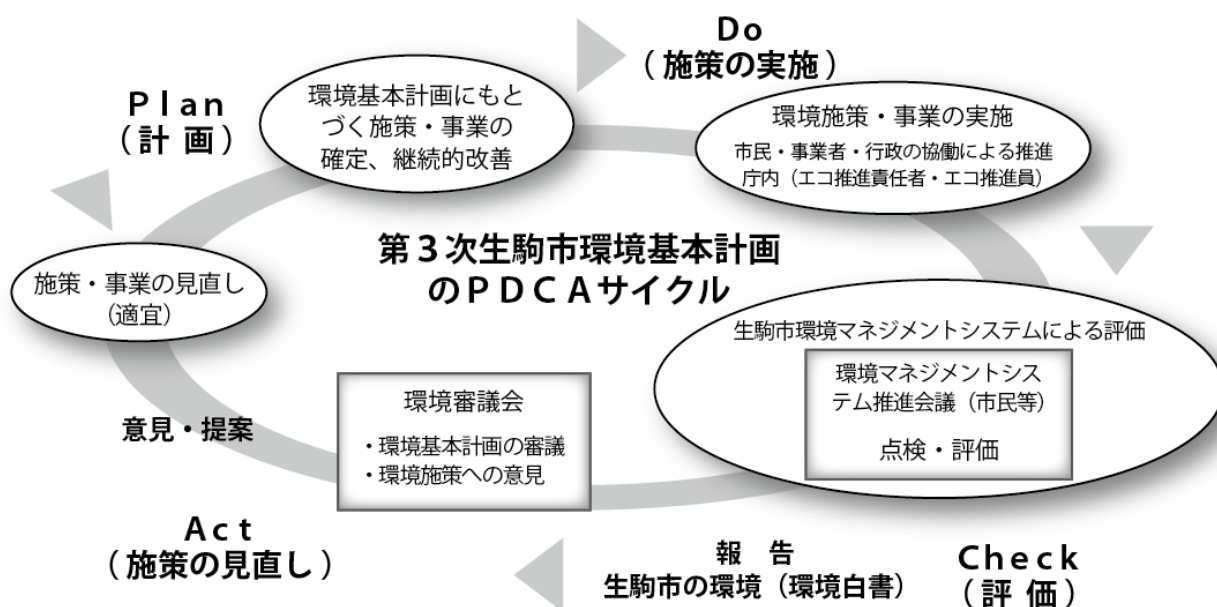 Do
(施策の実施)
Plan
(計 画)
環境基本計画にもと
づく施策・事業の
確定、継続的改善
環境施策・事業の実施
市民・事業者・行政の協働による推進
庁内(エコ推進責任者・エコ推進員)
第3次生駒市環境基本計画
のPDCAサイクル
施策・事業の見直し
(適宜)
生駒市環境マネジメントシステムによる評価
環境マネジメントシス
テム推進会議(市民等)
点検・評価
環境審議会
・環境基本計画の審議
・環境施策への意見
意見・提案
Act
(施策の見直し)
報 告
生駒市の環境(環境白書)
Check
(評 価)